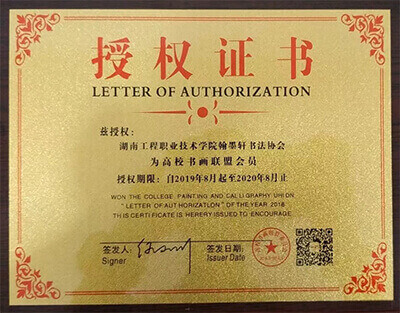 授权证书
LETTER OF AUTHORIZATION
兹授权:
湖南工程职业技术学院翰墨轩书法协会
为高校书画联盟会员
授权期限: 自2019年8月起至2020年8月止
WON THE COLLEGE PAINTING AND CALLIGRAPHY UNION
"LETTER OF AUTHORIZATION" OF THE YEAR 2018
THIS CERTIFICATE IS HERERY ISSUED TO ENCOURAGE
签发人:
Signer
签发日期:
Issuer Date